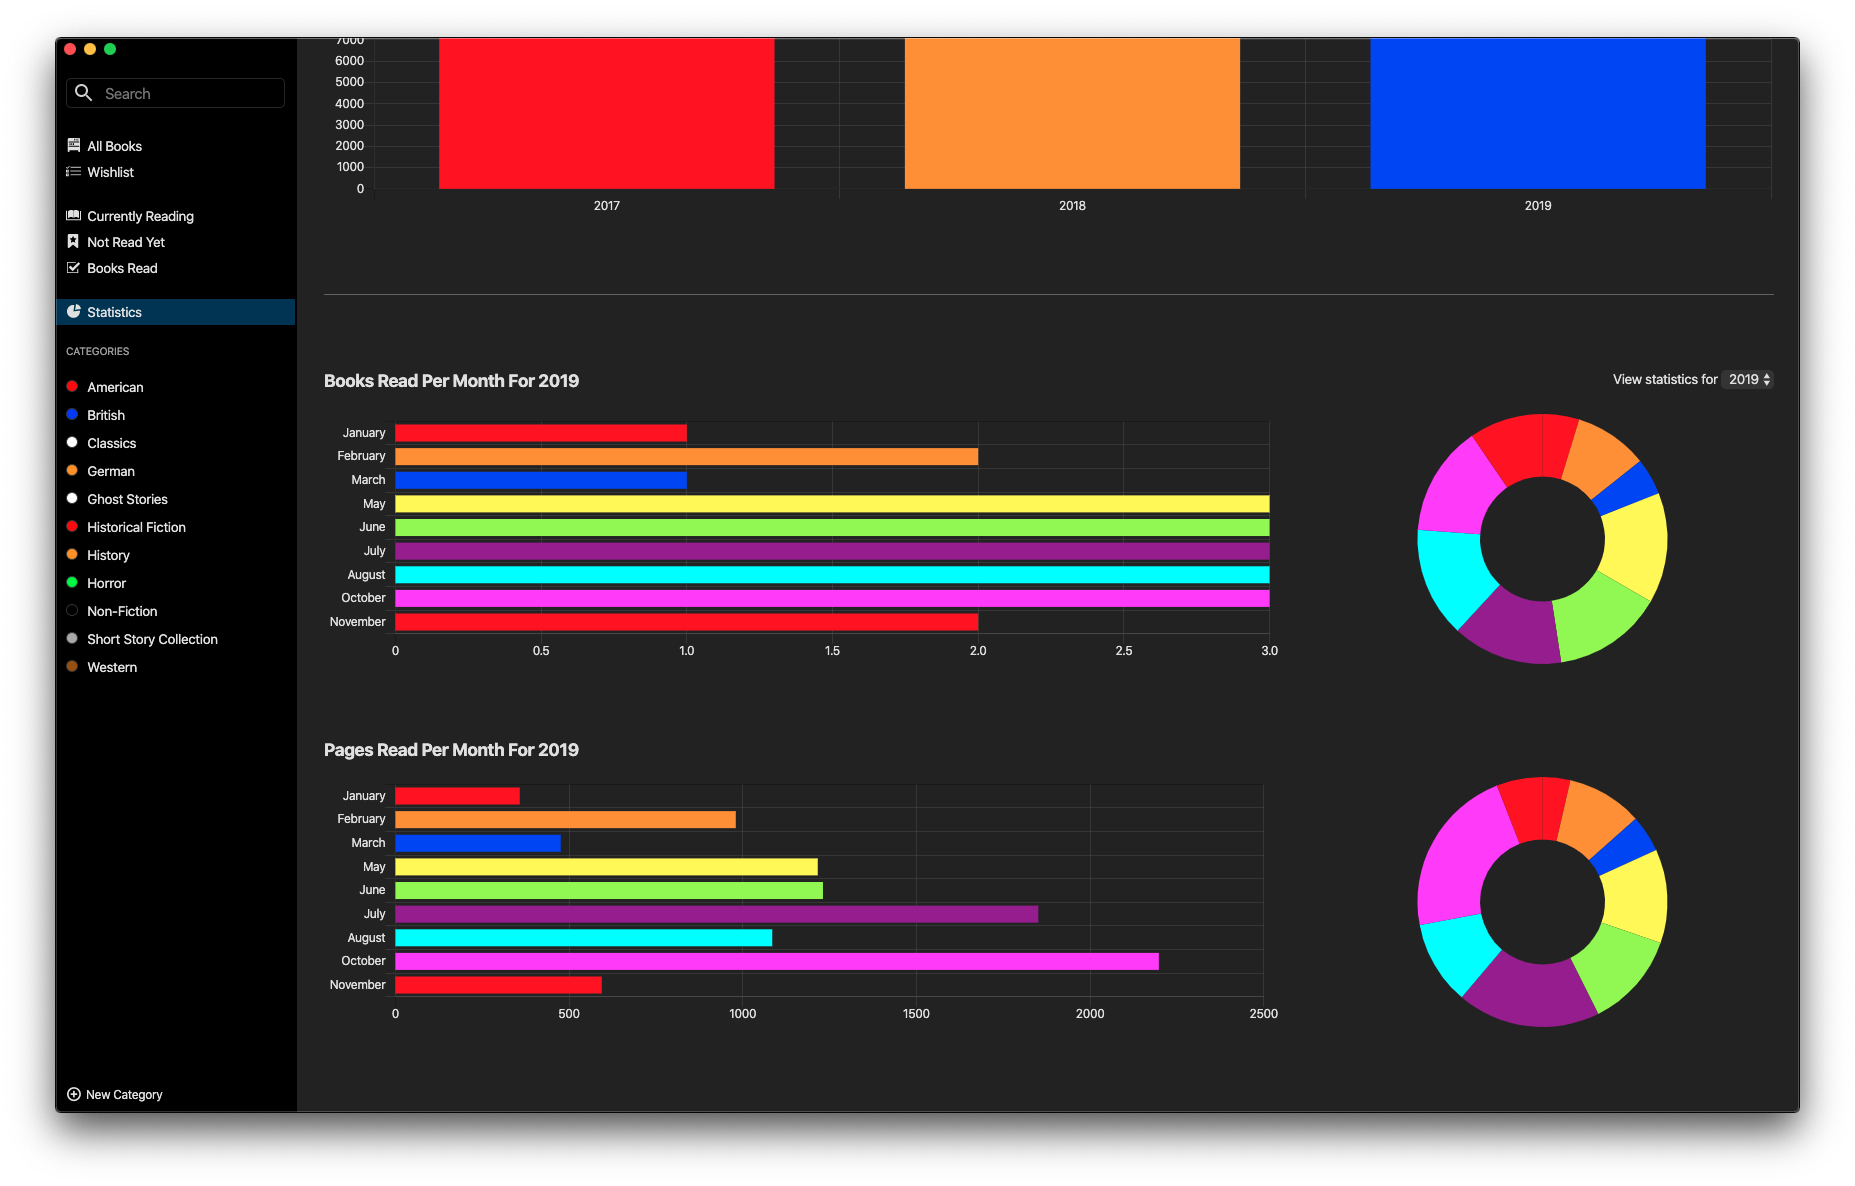 Search
All Books
Wishlist
Currently Reading
Not Read Yet
Books Read
Statistics
CATEGORIES
American
British
Classics
German
Ghost Stories
Historical Fiction
History
Horror
Non-Fiction
Short Story Collection
Western
New Category
7000
6000
5000
4000
3000
2000
1000
0
2017 2018 2019
Books Read Per Month For 2019
View statistics for 2019
January
February
March
May
June
July
August
October
November
0 0.5 1.0 1.5 2.0 2.5 3.0
Pages Read Per Month For 2019
January
February
March
May
June
July
August
October
November
0 500 1000 1500 2000 2500